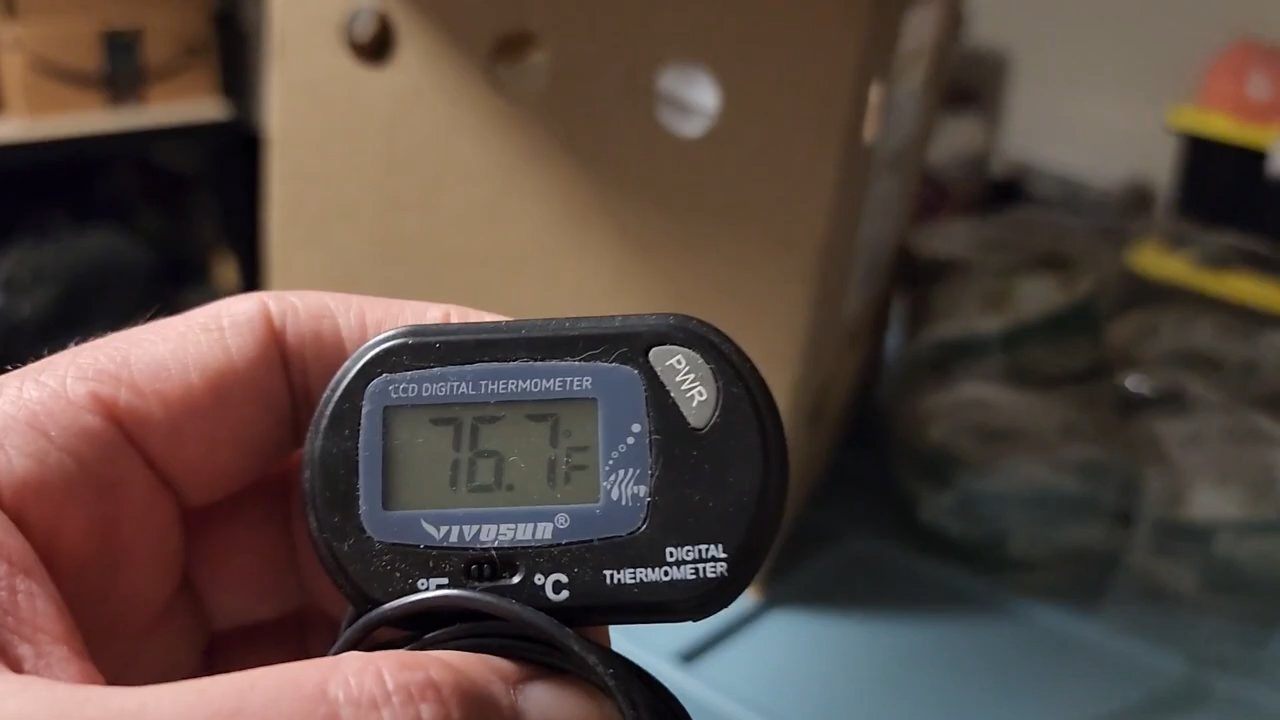 LCD DIGITAL THERMOMETER
PWR
76.7°F
VIVOSUN®
DIGITAL
THERMOMETER
°F °C